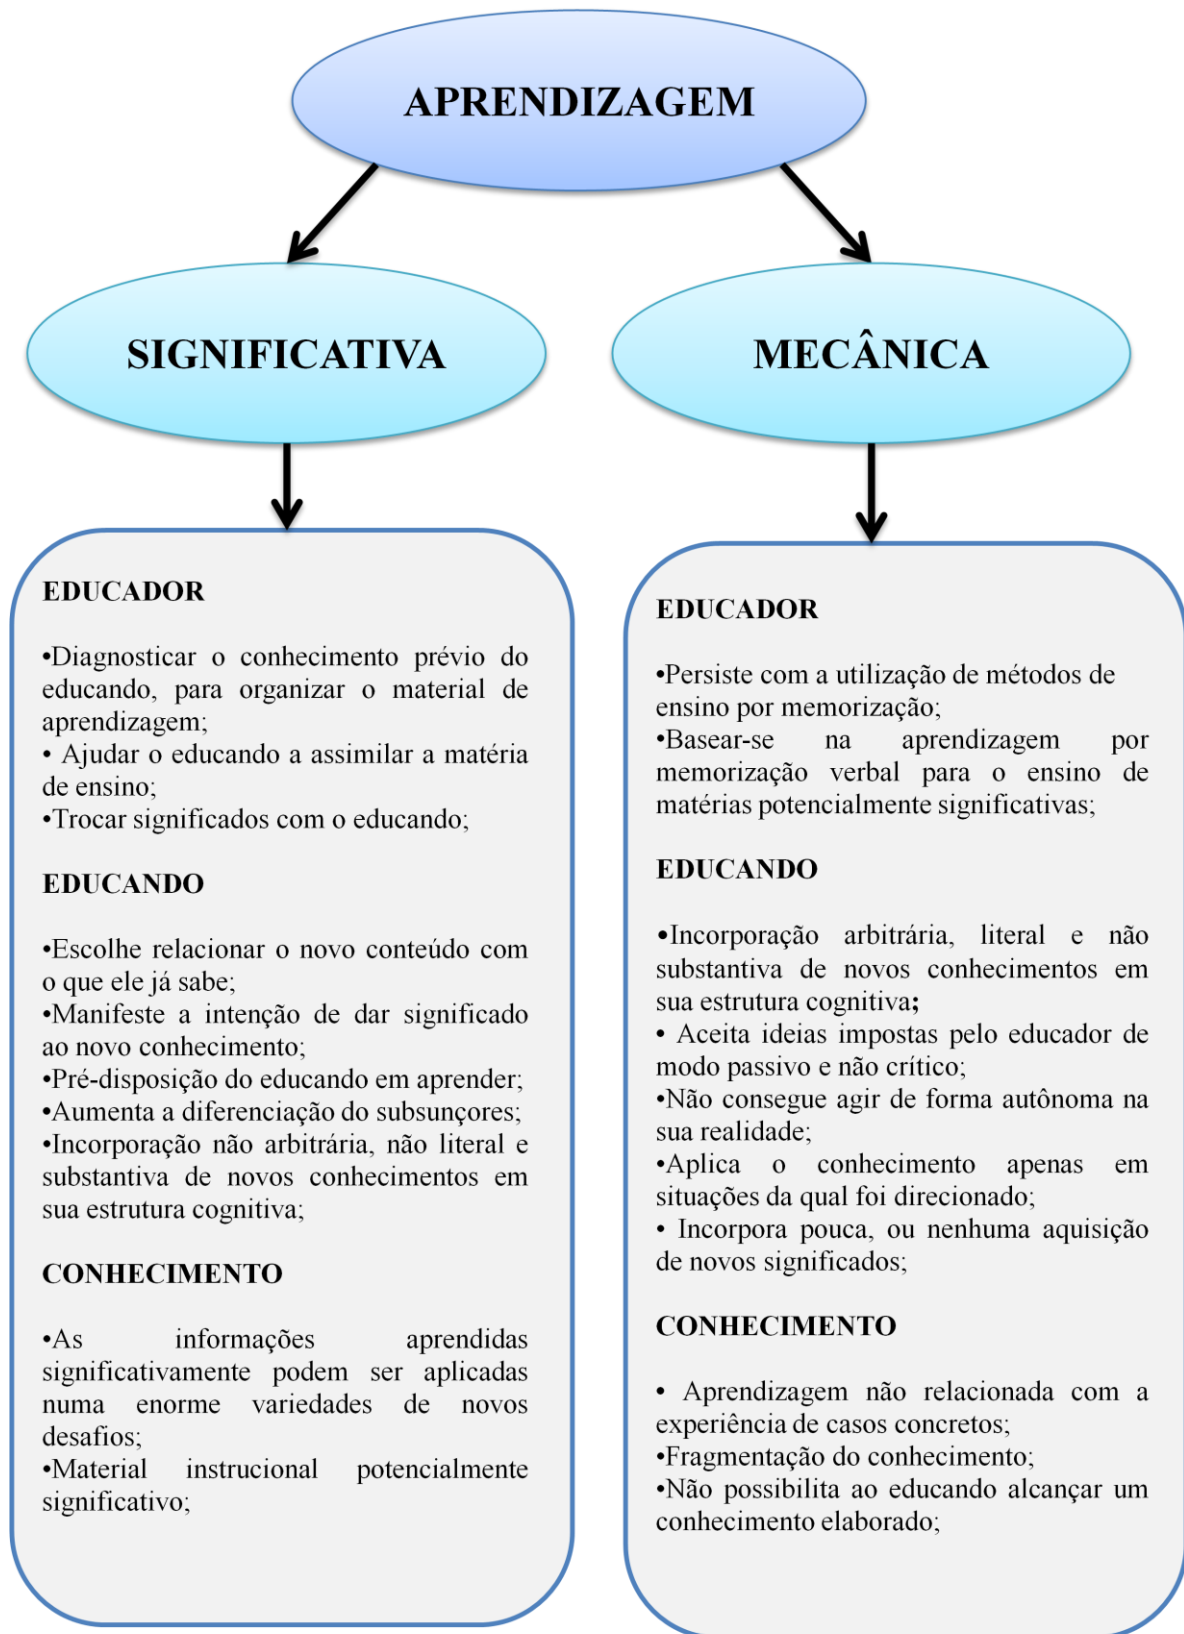 APRENDIZAGEM
SIGNIFICATIVA
MECÂNICA
EDUCADOR
•Diagnosticar o conhecimento prévio do
educando, para organizar o material de
aprendizagem;
• Ajudar o educando a assimilar a matéria
de ensino;
•Trocar significados com o educando;
EDUCANDO
•Escolhe relacionar o novo conteúdo com
o que ele já sabe;
•Manifeste a intenção de dar significado
ao novo conhecimento;
•Pré-disposição do educando em aprender;
•Aumenta a diferenciação do subsunçores;
•Incorporação não arbitrária, não literal e
substantiva de novos conhecimentos em
sua estrutura cognitiva;
CONHECIMENTO
•As informações aprendidas
significativamente podem ser aplicadas
numa enorme variedades de novos
desafios;
•Material instrucional potencialmente
significativo;
EDUCADOR
•Persiste com a utilização de métodos de
ensino por memorização;
•Basear-se na aprendizagem por
memorização verbal para o ensino de
matérias potencialmente significativas;
EDUCANDO
•Incorporação arbitrária, literal e não
substantiva de novos conhecimentos em
sua estrutura cognitiva;
• Aceita ideias impostas pelo educador de
modo passivo e não crítico;
•Não consegue agir de forma autônoma na
sua realidade;
•Aplica o conhecimento apenas em
situações da qual foi direcionado;
• Incorpora pouca, ou nenhuma aquisição
de novos significados;
CONHECIMENTO
• Aprendizagem não relacionada com a
experiência de casos concretos;
•Fragmentação do conhecimento;
•Não possibilita ao educando alcançar um
conhecimento elaborado;